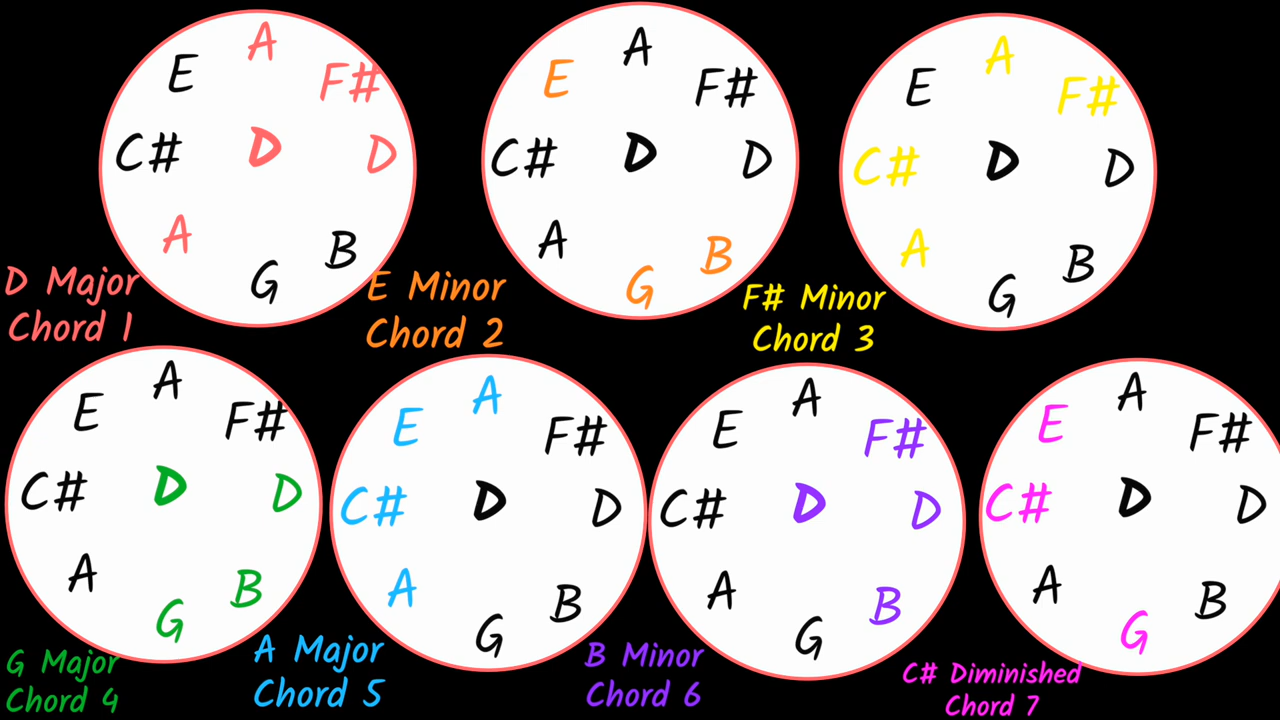 A
E
F#
C# D D
A
B
G
D Major
Chord 1
A
E
F#
C# D D
A
B
G
E Minor
Chord 2
A
E
F#
C# D D
A
B
G
F# Minor
Chord 3
A
E
F#
C# D D
A
B
G
G Major
Chord 4
A
E
F#
C# D D
A
B
G
A Major
Chord 5
A
E
F#
C# D D
A
B
G
B Minor
Chord 6
A
E
F#
C# D D
A
B
G
C# Diminished
Chord 7